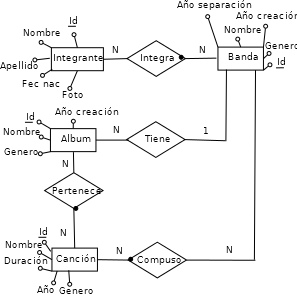 Año separación
Año creación
Id
Nombre
Nombre
N
N
Genero
Integrante
Integra
Banda
Apellido
Id
Fec nac
Foto
Id
Año creación
Nombre
N
1
Album
Tiene
Genero
N
Pertenece
Id
N
Nombre
N
N
Duración
Canción
Compuso
Año
Genero